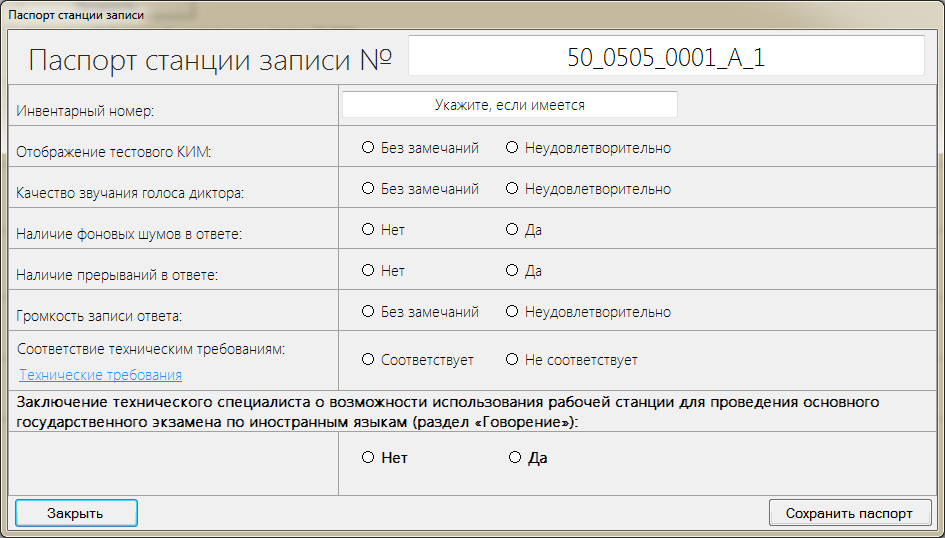 Паспорт станции записи
Паспорт станции записи № 50_0505_0001_A_1
Инвентарный номер: Укажите, если имеется
Отображение тестового КИМ: Без замечаний Неудовлетворительно
Качество звучания голоса диктора: Без замечаний Неудовлетворительно
Наличие фоновых шумов в ответе: Нет Да
Наличие прерываний в ответе: Нет Да
Громкость записи ответа: Без замечаний Неудовлетворительно
Соответствие техническим требованиям: Соответствует Не соответствует
Технические требования
Заключение технического специалиста о возможности использования рабочей станции для проведения основного
государственного экзамена по иностранным языкам (раздел «Говорение»):
Нет Да
Закрыть Сохранить паспорт